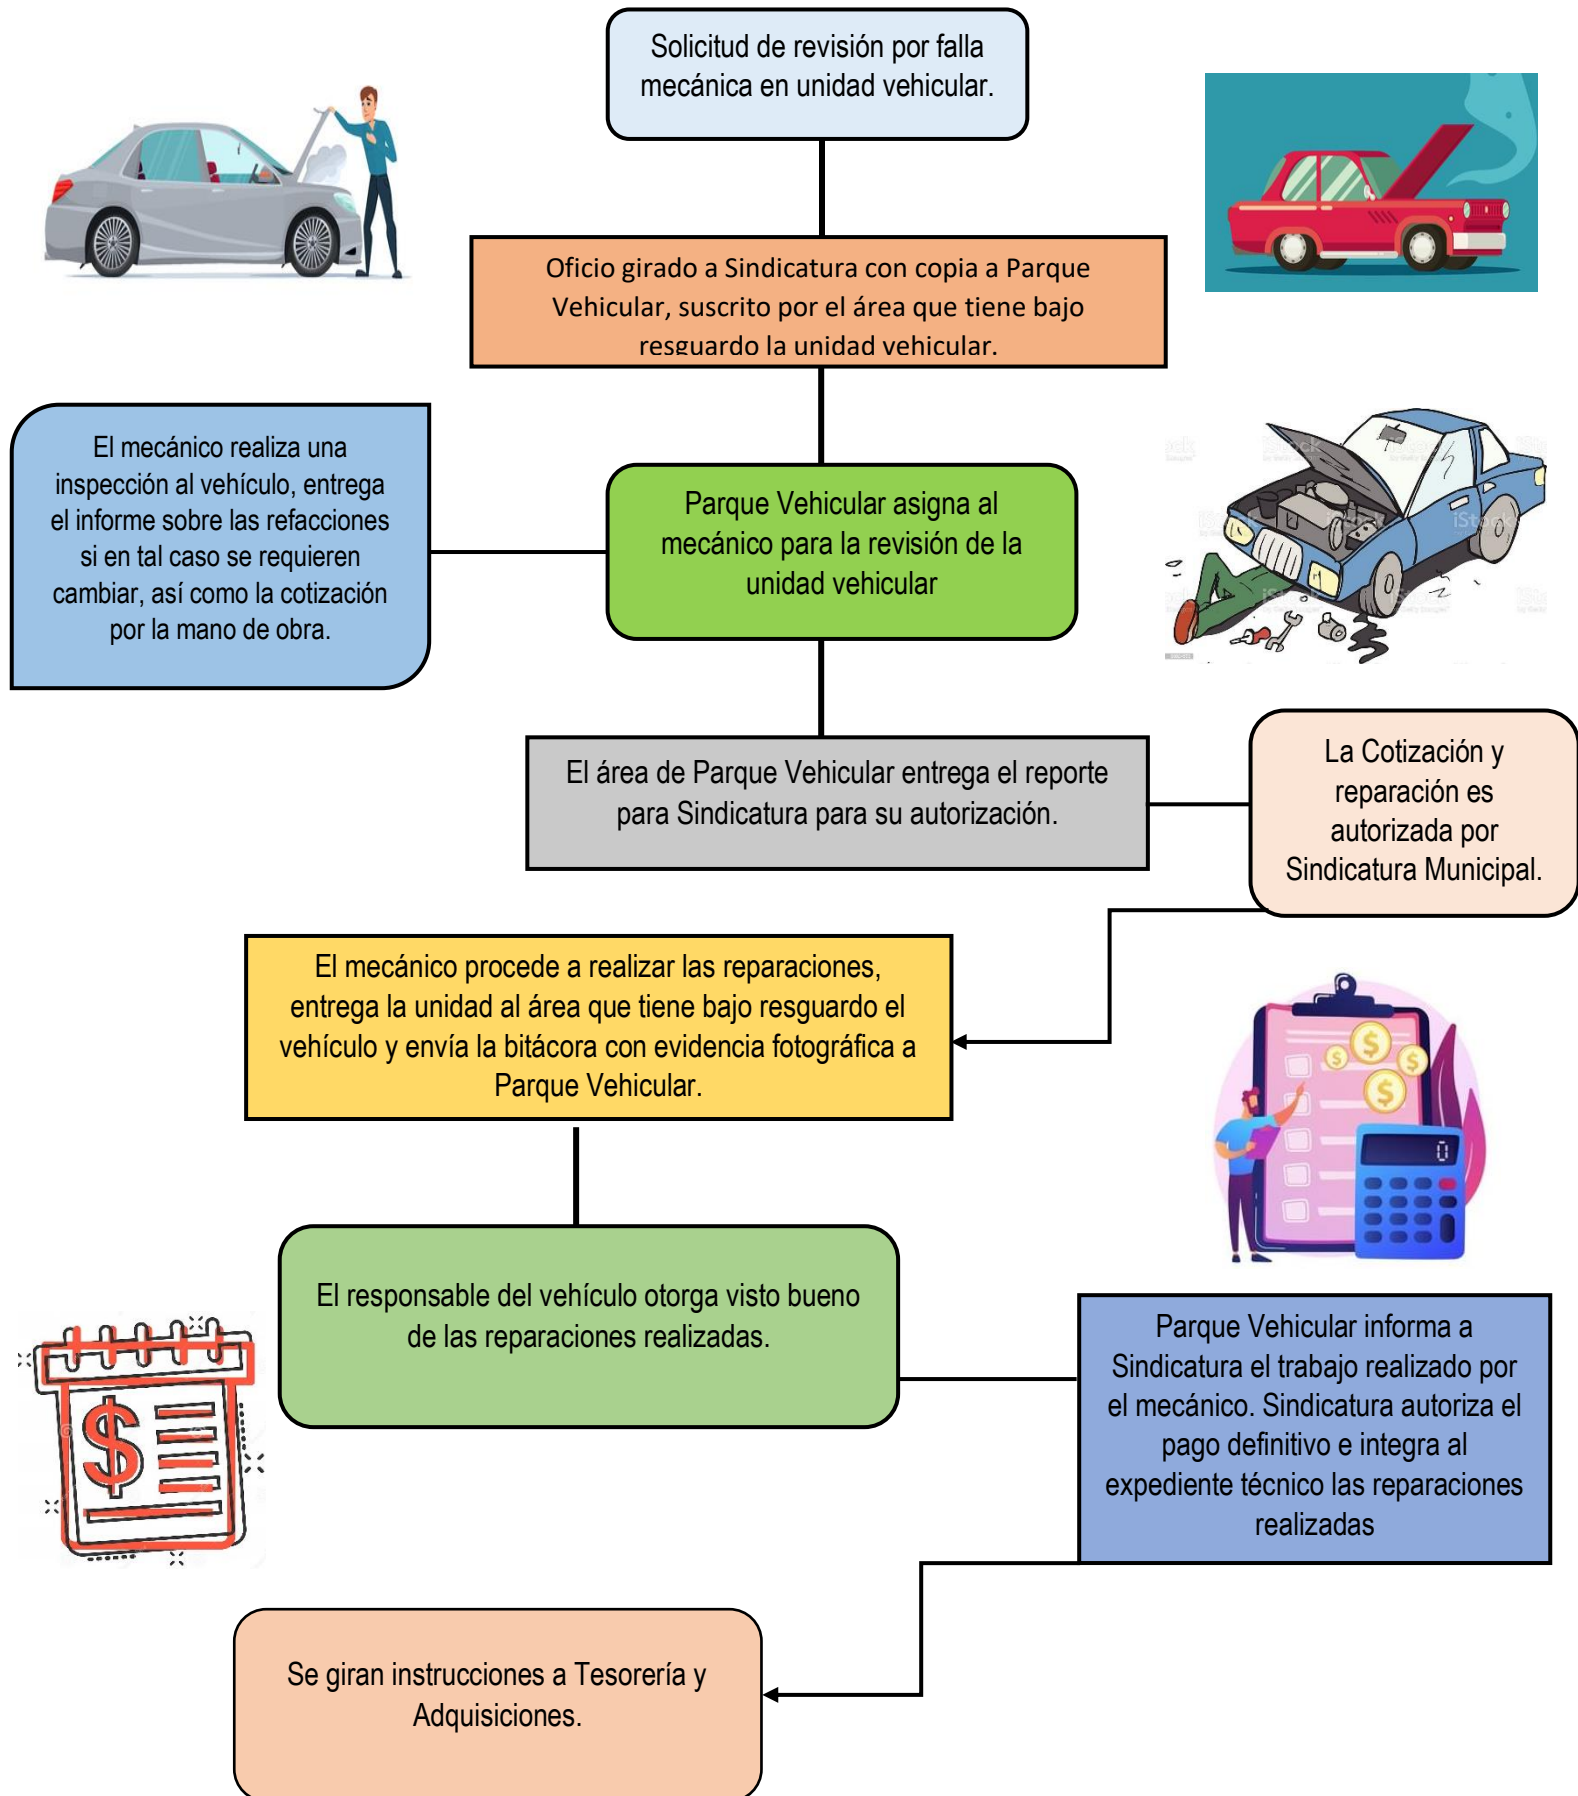 Solicitud de revisión por falla
mecánica en unidad vehicular.
Oficio girado a Sindicatura con copia a Parque
Vehicular, suscrito por el área que tiene bajo
resguardo la unidad vehicular.
El mecánico realiza una
inspección al vehículo, entrega
el informe sobre las refacciones
si en tal caso se requieren
cambiar, así como la cotización
por la mano de obra.
Parque Vehicular asigna al
mecánico para la revisión de la
unidad vehicular
iStock
El área de Parque Vehicular entrega el reporte
para Sindicatura para su autorización.
La Cotización y
reparación es
autorizada por
Sindicatura Municipal.
El mecánico procede a realizar las reparaciones,
entrega la unidad al área que tiene bajo resguardo el
vehículo y envía la bitácora con evidencia fotográfica a
Parque Vehicular.
$ $ $ $
0
El responsable del vehículo otorga visto bueno
de las reparaciones realizadas.
$
Parque Vehicular informa a
Sindicatura el trabajo realizado por
el mecánico. Sindicatura autoriza el
pago definitivo e integra al
expediente técnico las reparaciones
realizadas
Se giran instrucciones a Tesorería y
Adquisiciones.